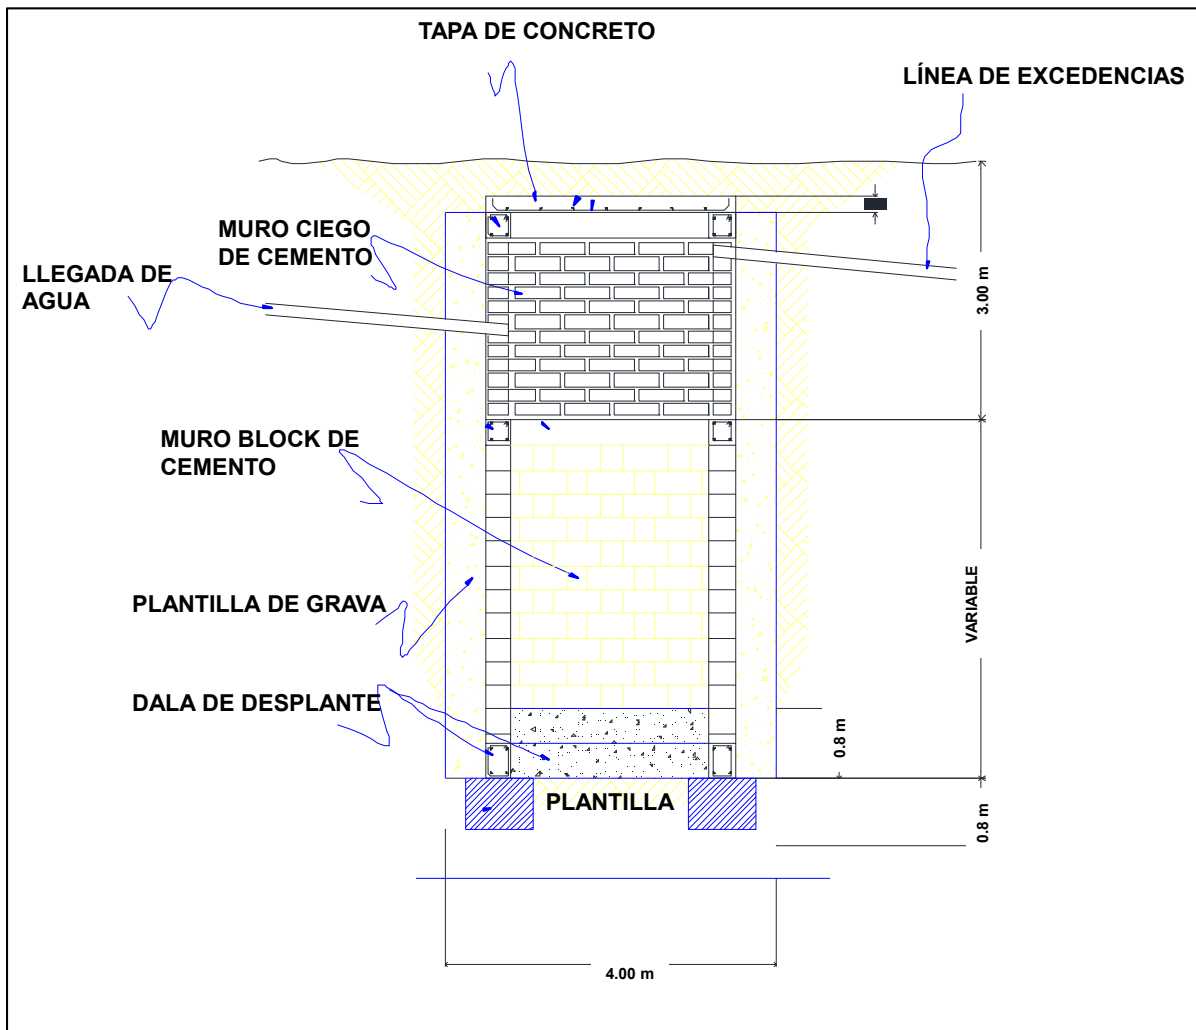 TAPA DE CONCRETO
LÍNEA DE EXCEDENCIAS
MURO CIEGO
DE CEMENTO
LLEGADA DE
AGUA
3.00 m
MURO BLOCK DE
CEMENTO
VARIABLE
PLANTILLA DE GRAVA
DALA DE DESPLANTE
0.8 m
PLANTILLA
0.8 m
4.00 m